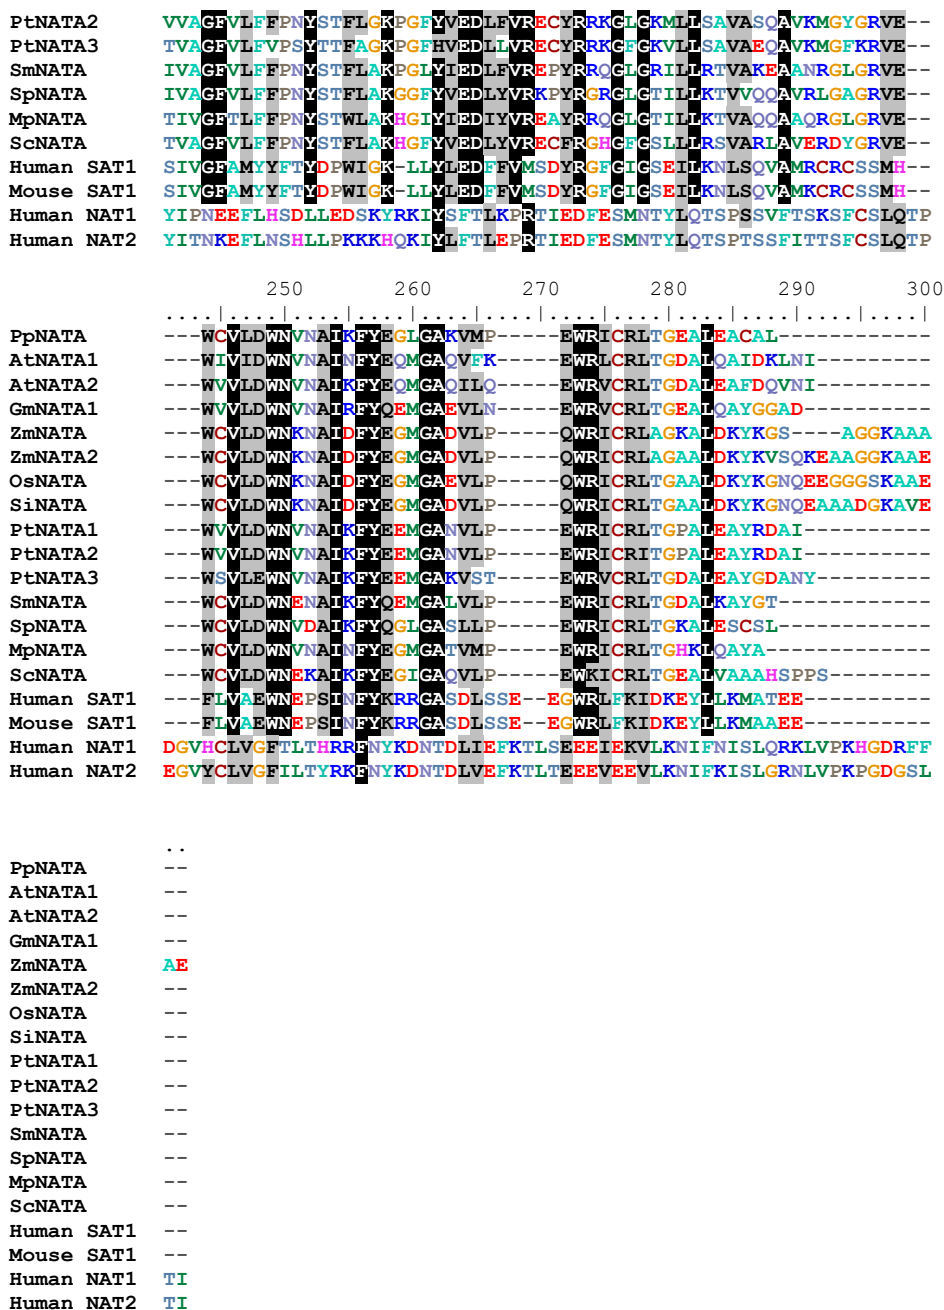 PtNATA2 VVAGFVLFFPNYSTFLGKPGFYVEDLFVRECYRRKGLGKMLLSAVASQAVKMGYGRVE--
PtNATA3 TVAGFVLFVPSYTTFAGKPGFHVEDLLVRECYRRKGFGKVLLSAVAEQAVKMGFKRVE--
SmNATA IVAGFVLFFPNYSTFLAKPGLYIEDLFVREPYRRQGLGRILLRTVAKEAANRGLGRVE--
SpNATA IVAGFVLFFPNYSTFLAKGGFYVEDLYVRKPYRGRGLGTILLKTVVQQAVRLGAGRVE--
MpNATA TIVGFTLFFPNYSTWLAKHGIYIEDIYVREAYRRQGLGTILLKTVAQQAAQRGLGRVE--
ScNATA TVAGFTLFFPNYSTFLAKHGFYVEDLYVRECFRGHGFGSLLLRSVARLAVERDYGRVE--
Human SAT1 SIVGFAMYYFTYDPWIGK-LLYLEDFFVMSDYRGFGIGSEILKNLSQVAMRCRCSSMH--
Mouse SAT1 SIVGFAMYYFTYDPWIGK-LLYLEDFFVMSDYRGFGIGSEILKNLSQVAMKCRCSSMH--
Human NAT1 YIPNEEFLHSDLLEDSKYRKIYSFTLKPRTIEDFESMNTYLQTSPSSVFTSKSFCSLQTP
Human NAT2 YITNKEFLNSHLLPKKKHQKIYLFTLEPRTIEDFESMNTYLQTSPTSSFITTSFCSLQTP
250 260 270 280 290 300
.. . . . . . . . . . . .
PpNATA ---WCVLDWNVNAIKFYEGLGAKVMP-----EWRICRLTGEALEACAL------------
AtNATA1 ---WIVIDWNVNAINFYEQMGAQVFK-----EWRLCRLTGDALQAIDKLNI---------
AtNATA2 ---WVVLDWNVNAIKFYEQMGAQILQ-----EWRVCRLTGDALEAFDQVNI---------
GmNATA1 ---WVVLDWNVNAIRFYQEMGAEVLN-----EWRVCRLTGEALQAYGGAD----------
ZmNATA ---WCVLDWNKNAIDFYEGMGADVLP-----QWRICRLAGKALDKYKGS----AGGKAAA
ZmNATA2 ---WCVLDWNKNAIDFYEGMGADVLP-----QWRICRLAGAALDKYKVSQKEAAGGKAAE
OsNATA ---WCVLDWNKNAIDFYEGMGAEVLP-----QWRICRLTGAALDKYKGNQEEGGGSKAAE
SiNATA ---WCVLDWNKNAIDFYEGMGADVLP-----QWRICRLTGAALDKYKGNQEAAADGKAVE
PtNATA1 ---WVVLDWNVNAIKFYEEMGANVLP-----EWRICRLTGPALEAYRDAI----------
PtNATA2 ---WVVLDWNVNAIKFYEEMGANVLP-----EWRICRITGPALEAYRDAI----------
PtNATA3 ---WSVLEWNVNAIKFYEEMGAKVST-----EWRVCRLTGDALEAYGDANY---------
SmNATA ---WCVLDWNENAIKFYQEMGALVLP-----EWRICRLTGDALKAYGT------------
SpNATA ---WCVLDWNVDAIKFYQGLGASLLP-----EWRICRLTGKALESCSL------------
MpNATA ---WCVLDWNVNAINFYEGMGATVMP-----EWRICRLTGHKLQAYA-------------
ScNATA ---WCVLDWNEKAIKFYEGIGAQVLP-----EWKICRLTGEALVAAAHSPPS--------
Human SAT1 ---FLVAEWNEPSINFYKRRGASDLSSE--EGWRLFKIDKEYLLKMATEE----------
Mouse SAT1 ---FLVAEWNEPSINFYKRRGASDLSSE--EGWRLFKIDKEYLLKMAAEE----------
Human NAT1 DGVHCLVGFTLTHRRFNYKDNTDLIEFKTLSEEEIEKVLKNIFNISLQRKLVPKHGDRFF
Human NAT2 EGVYCLVGFILTYRKFNYKDNTDLVEFKTLTEEEVEEVLKNIFKISLGRNLVPKPGDGSL
..
PpNATA --
AtNATA1 --
AtNATA2 --
GmNATA1 --
ZmNATA AE
ZmNATA2 --
OsNATA --
SiNATA --
PtNATA1 --
PtNATA2 --
PtNATA3 --
SmNATA --
SpNATA --
MpNATA --
ScNATA --
Human SAT1 --
Mouse SAT1 --
Human NAT1 TI
Human NAT2 TI